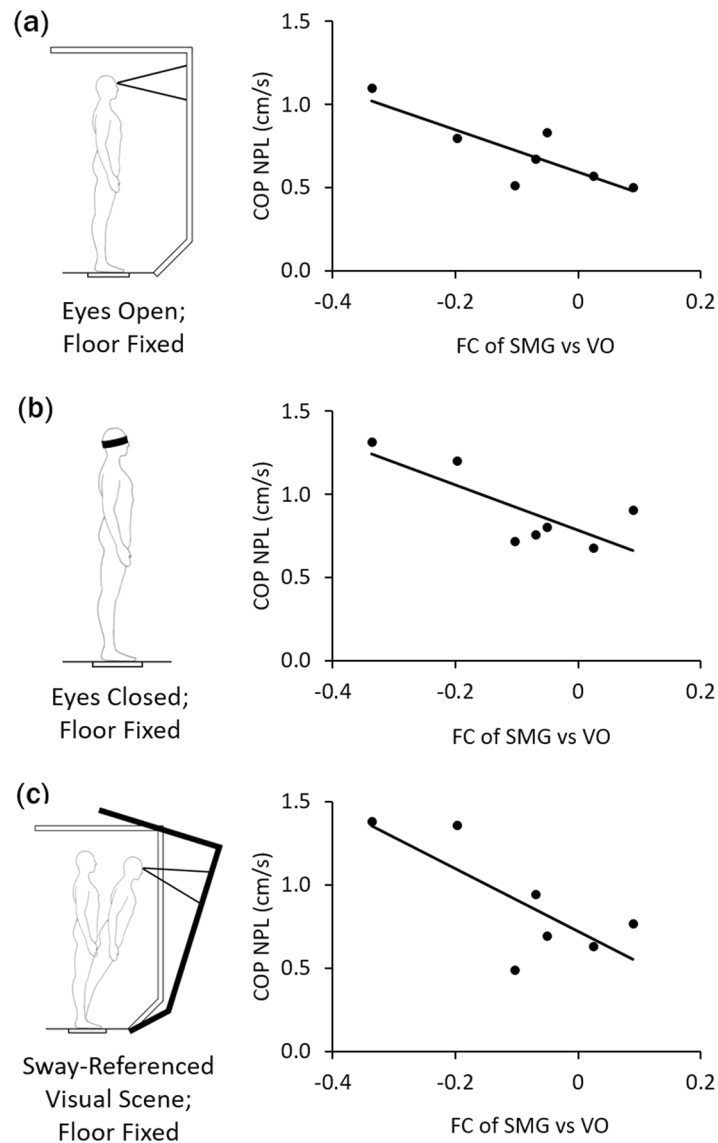 (a)
Eyes Open;
Floor Fixed
COP NPL (cm/s)
1.5
1.0
0.5
0.0
-0.4
-0.2
0
0.2
FC of SMG vs VO
(b)
Eyes Closed;
Floor Fixed
COP NPL (cm/s)
1.5
1.0
0.5
0.0
-0.4
-0.2
0
0.2
FC of SMG vs VO
(c)
Sway-Referenced
Visual Scene;
Floor Fixed
COP NPL (cm/s)
1.5
1.0
0.5
0.0
-0.4
-0.2
0
0.2
FC of SMG vs VO